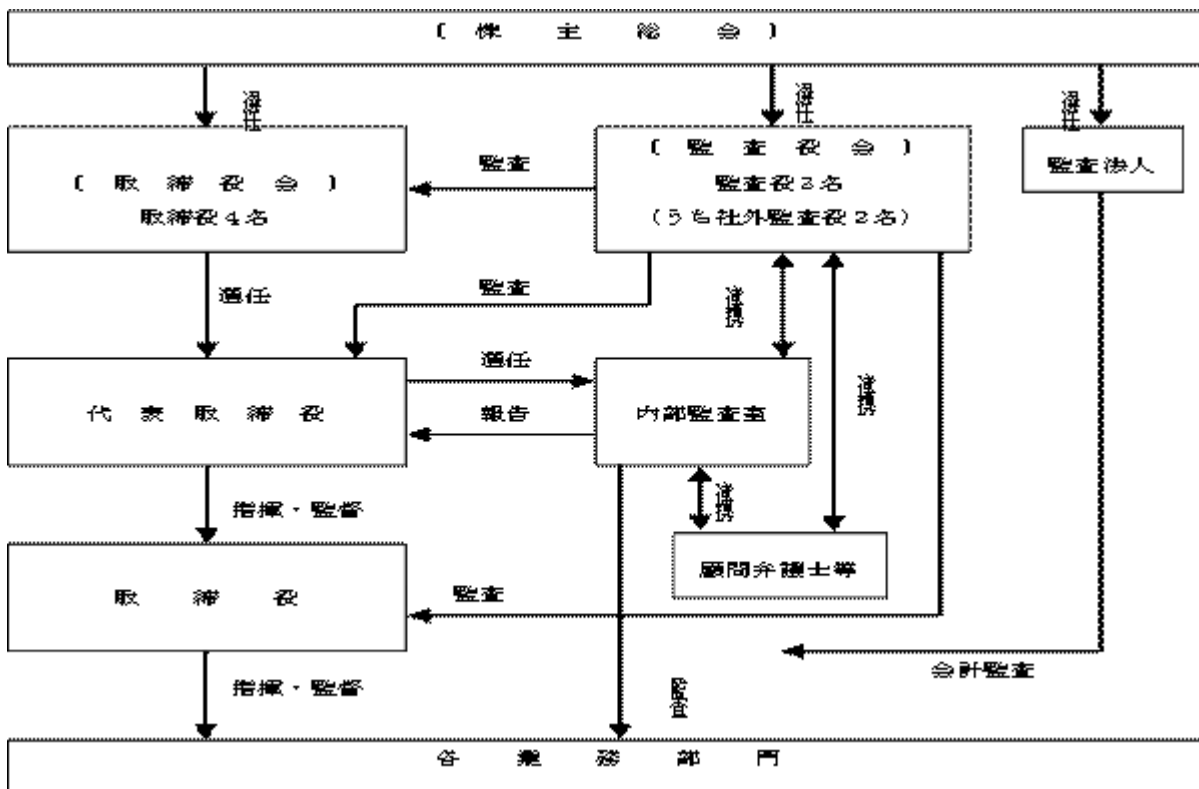 〔 株 主 総 会 〕
選任
選任
選任
〔 取 締 役 会 〕
取締役４名
監査
〔 監 査 役 会 〕
監査役３名
(うち社外監査役２名)
監査法人
選任
監査
連携
連携
代 表 取 締 役
選任
報告
内部監査室
指揮・監督
連携
顧問弁護士等
取 締 役
監査
会計監査
指揮・監督
監査
各 業 務 部 門